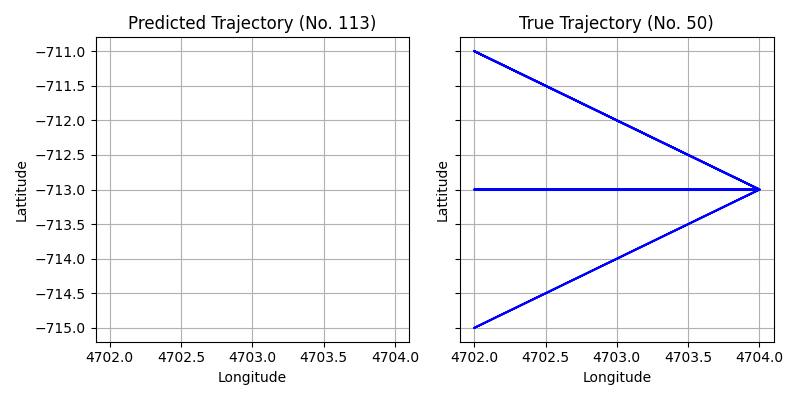 Predicted Trajectory (No. 113)
Lattitude
−711.0
−711.5
−712.0
−712.5
−713.0
−713.5
−714.0
−714.5
−715.0
4702.0 4702.5 4703.0 4703.5 4704.0
Longitude
True Trajectory (No. 50)
Lattitude
4702.0 4702.5 4703.0 4703.5 4704.0
Longitude